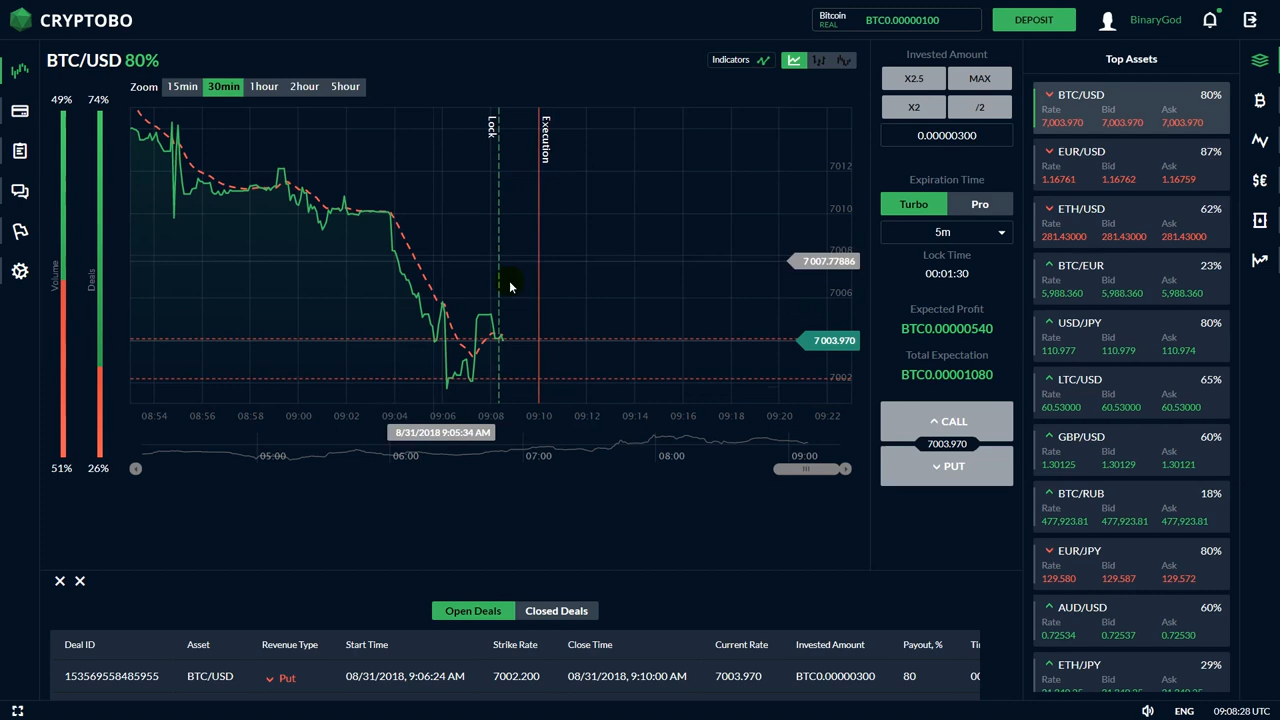 CRYPTOBO
Bitcoin
REAL
BTC0.00000100
DEPOSIT
BinaryGod
BTC/USD 80%
Indicators
Zoom 15min 30min 1hour 2hour 5hour
49% 74%
Volume
Deals
51% 26%
Lock
Execution
7012
7010
7008
7 007.77886
7006
7 003.970
7002
08:54 08:56 08:58 09:00 09:02 09:04 09:06 09:08 09:10 09:12 09:14 09:16 09:18 09:20 09:22
8/31/2018 9:05:34 AM
05:00 06:00 07:00 08:00 09:00
Invested Amount
X2.5 MAX
X2 /2
0.00000300
Expiration Time
Turbo Pro
5m
Lock Time
00:01:30
Expected Profit
BTC0.00000540
Total Expectation
BTC0.00001080
CALL
7003.970
PUT
Top Assets
BTC/USD 80%
Rate Bid Ask
7,003.970 7,003.970 7,003.970
EUR/USD 87%
Rate Bid Ask
1.16761 1.16762 1.16759
ETH/USD 62%
Rate Bid Ask
281.43000 281.43000 281.43000
BTC/EUR 23%
Rate Bid Ask
5,988.360 5,988.360 5,988.360
USD/JPY 80%
Rate Bid Ask
110.977 110.979 110.974
LTC/USD 65%
Rate Bid Ask
60.53000 60.53000 60.53000
GBP/USD 60%
Rate Bid Ask
1.30125 1.30129 1.30121
BTC/RUB 18%
Rate Bid Ask
477,923.81 477,923.81 477,923.81
EUR/JPY 80%
Rate Bid Ask
129.580 129.587 129.572
AUD/USD 60%
Rate Bid Ask
0.72534 0.72537 0.72530
ETH/JPY 29%
Rate Bid Ask
Open Deals Closed Deals
Deal ID Asset Revenue Type Start Time Strike Rate Close Time Current Rate Invested Amount Payout, %
153569558485955 BTC/USD Put 08/31/2018, 9:06:24 AM 7002.200 08/31/2018, 9:10:00 AM 7003.970 BTC0.00000300 80
ENG 09:08:28 UTC